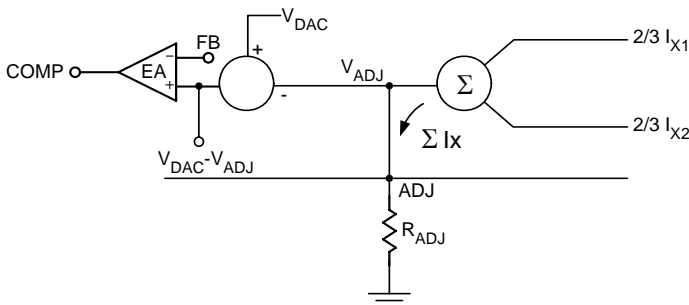 V_DAC
2/3 I_X1
FB
COMP
EA
−
+
+
-
V_ADJ
Σ
Σ Ix
2/3 I_X2
V_DAC-V_ADJ
ADJ
R_ADJ